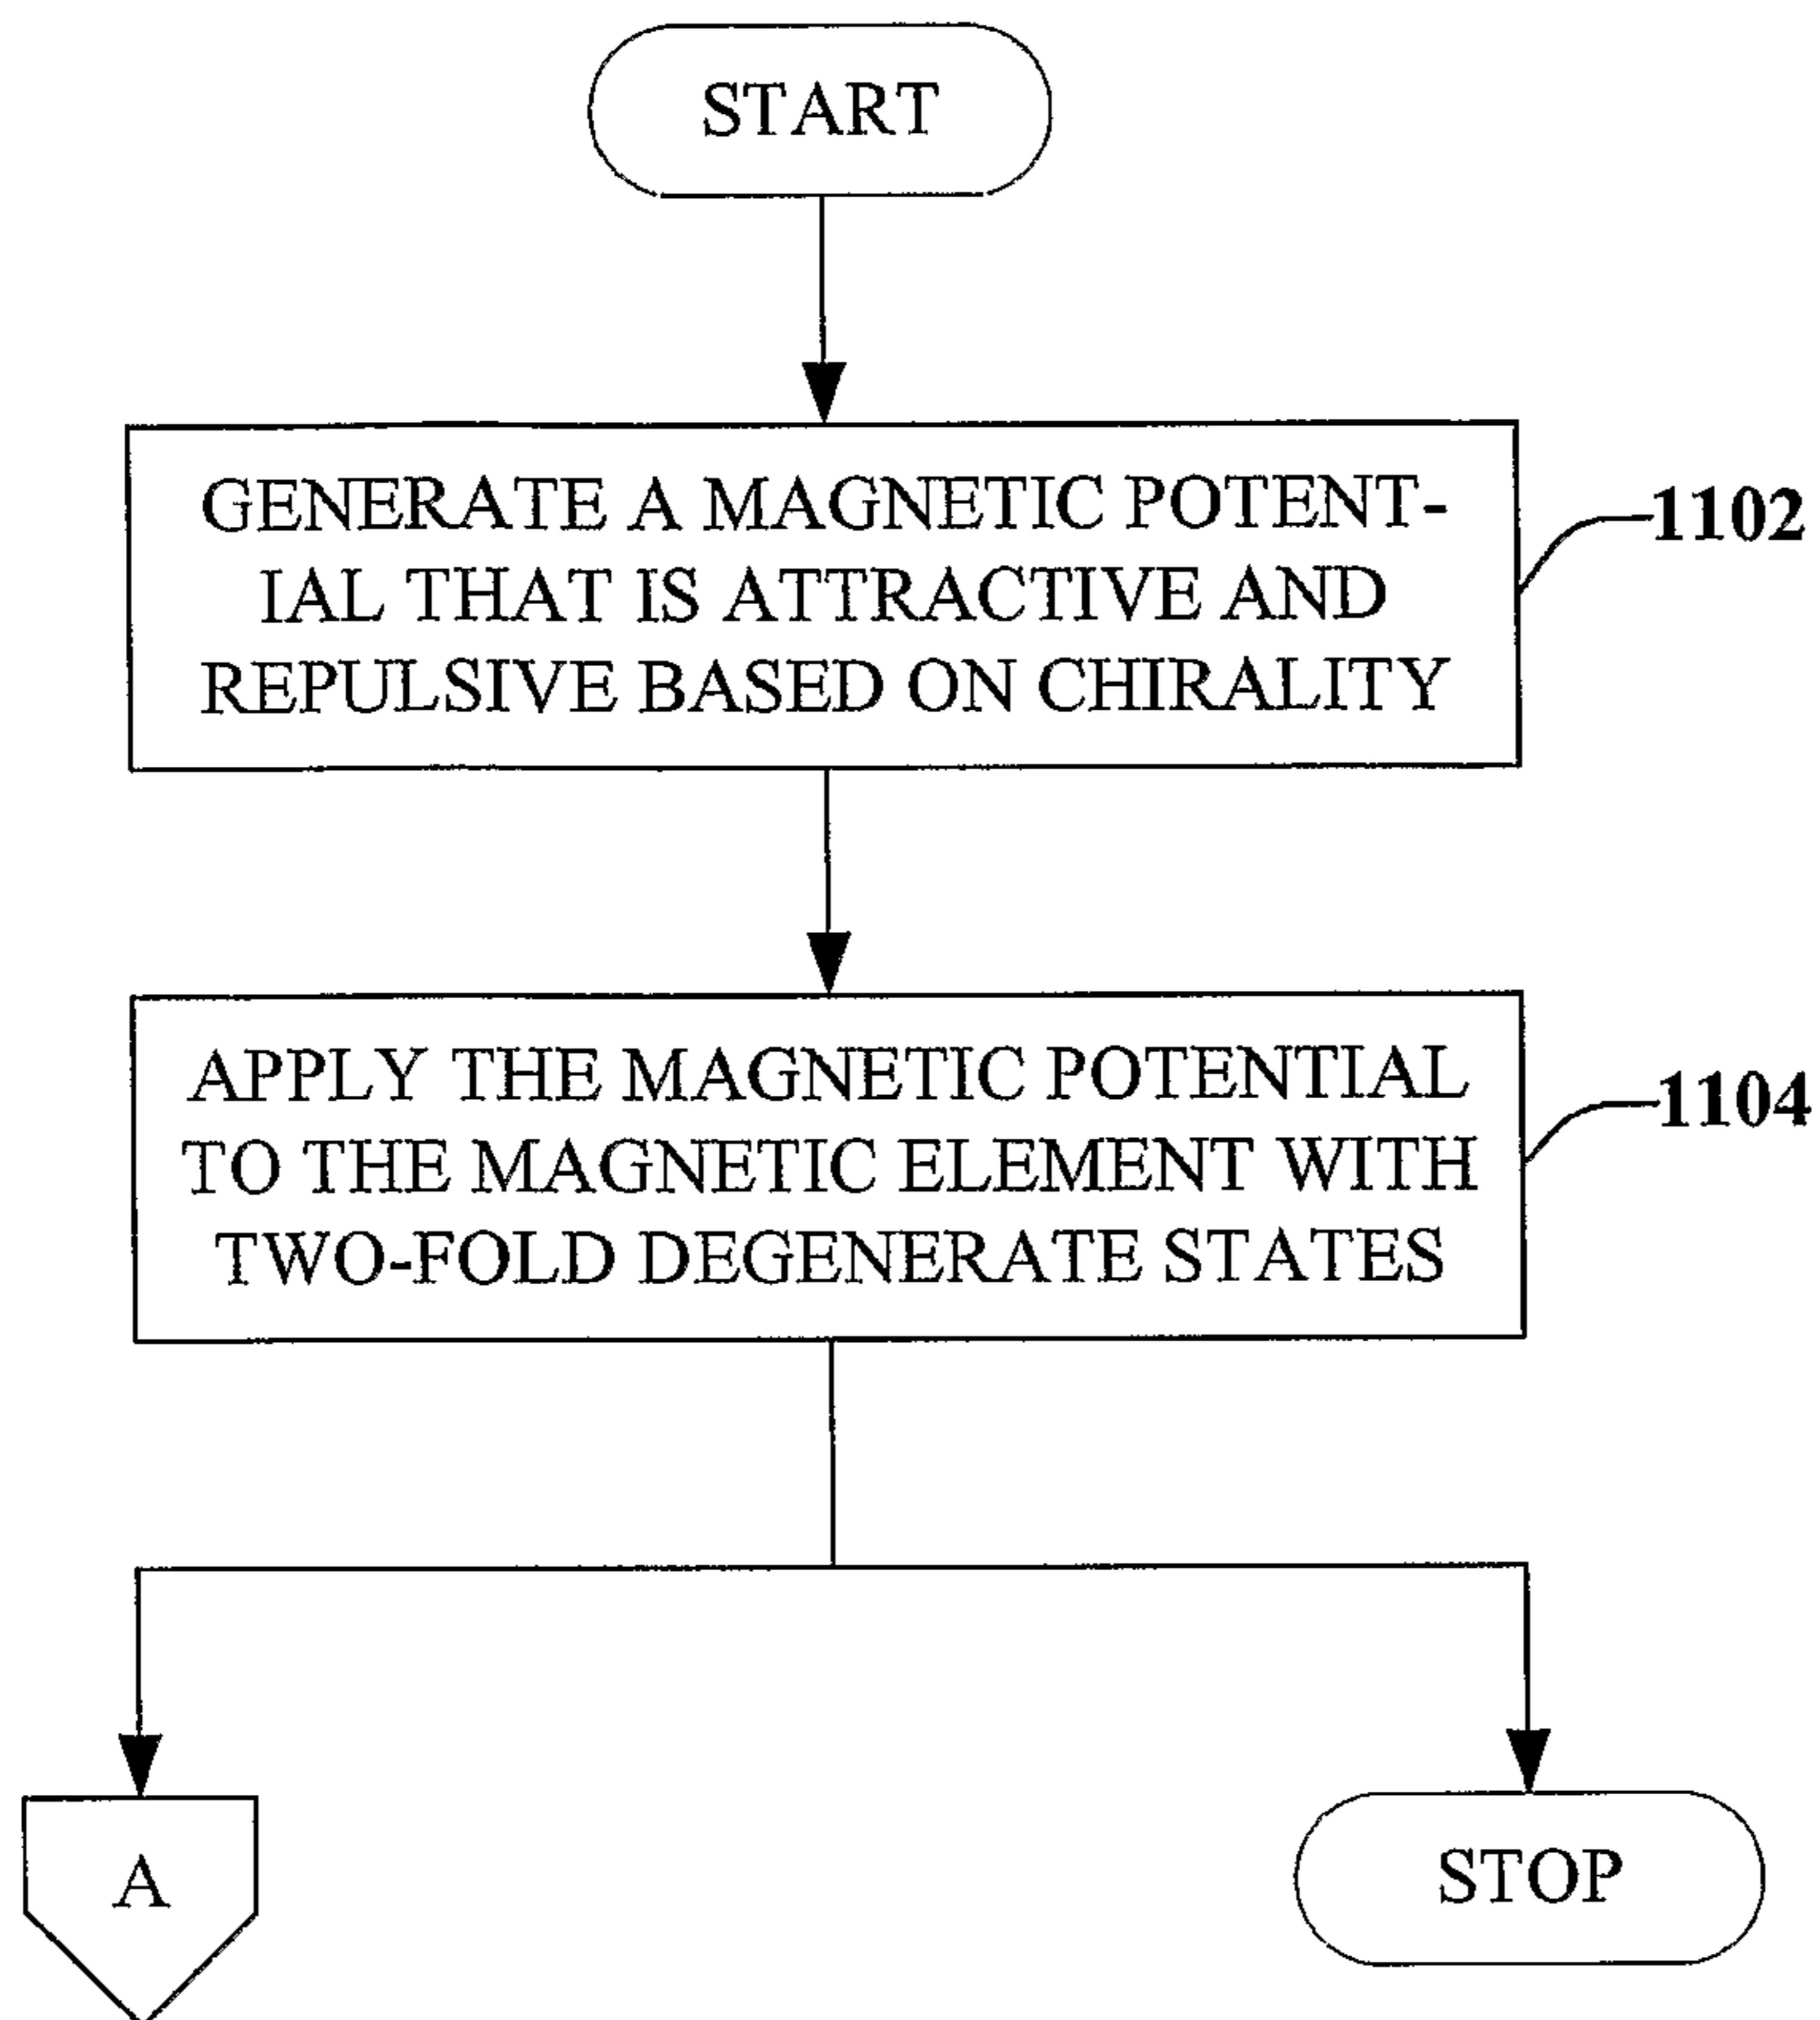 START
GENERATE A MAGNETIC POTENT-
IAL THAT IS ATTRACTIVE AND
REPULSIVE BASED ON CHIRALITY
1102
APPLY THE MAGNETIC POTENTIAL
TO THE MAGNETIC ELEMENT WITH
TWO-FOLD DEGENERATE STATES
1104
A
STOP